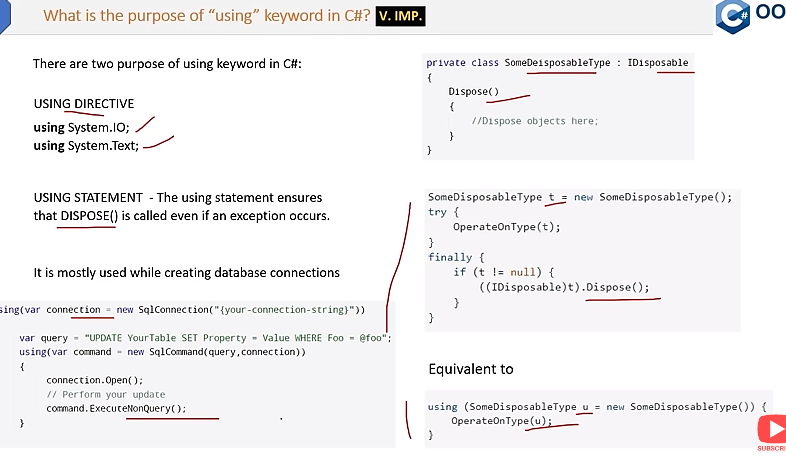 What is the purpose of “using” keyword in C#? V. IMP.
C# OO
There are two purpose of using keyword in C#:
USING DIRECTIVE
using System.IO;
using System.Text;
USING STATEMENT - The using statement ensures
that DISPOSE() is called even if an exception occurs.
It is mostly used while creating database connections
sing(var connection = new SqlConnection("{your-connection-string}"))
var query = "UPDATE YourTable SET Property = Value WHERE Foo = @foo";
using(var command = new SqlCommand(query,connection))
{
connection.Open();
// Perform your update
command.ExecuteNonQuery();
}
private class SomeDeisposableType : IDisposable
{
Dispose()
{
//Dispose objects here;
}
}
SomeDisposableType t = new SomeDisposableType();
try {
OperateOnType(t);
}
finally {
if (t != null) {
((IDisposable)t).Dispose();
}
}
Equivalent to
using (SomeDisposableType u = new SomeDisposableType()) {
OperateOnType(u);
}
SUBSCRI